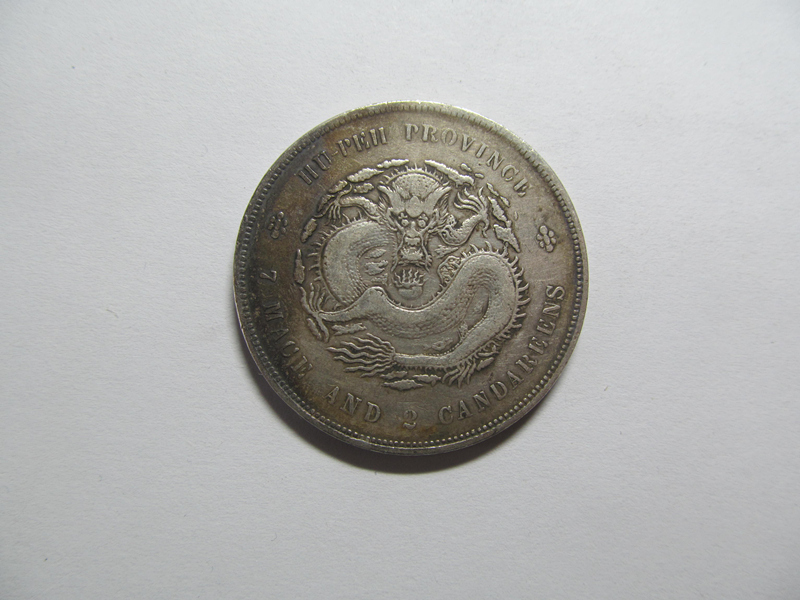 HU-PEH PROVINCE
7 MACE AND 2 CANDAREENS